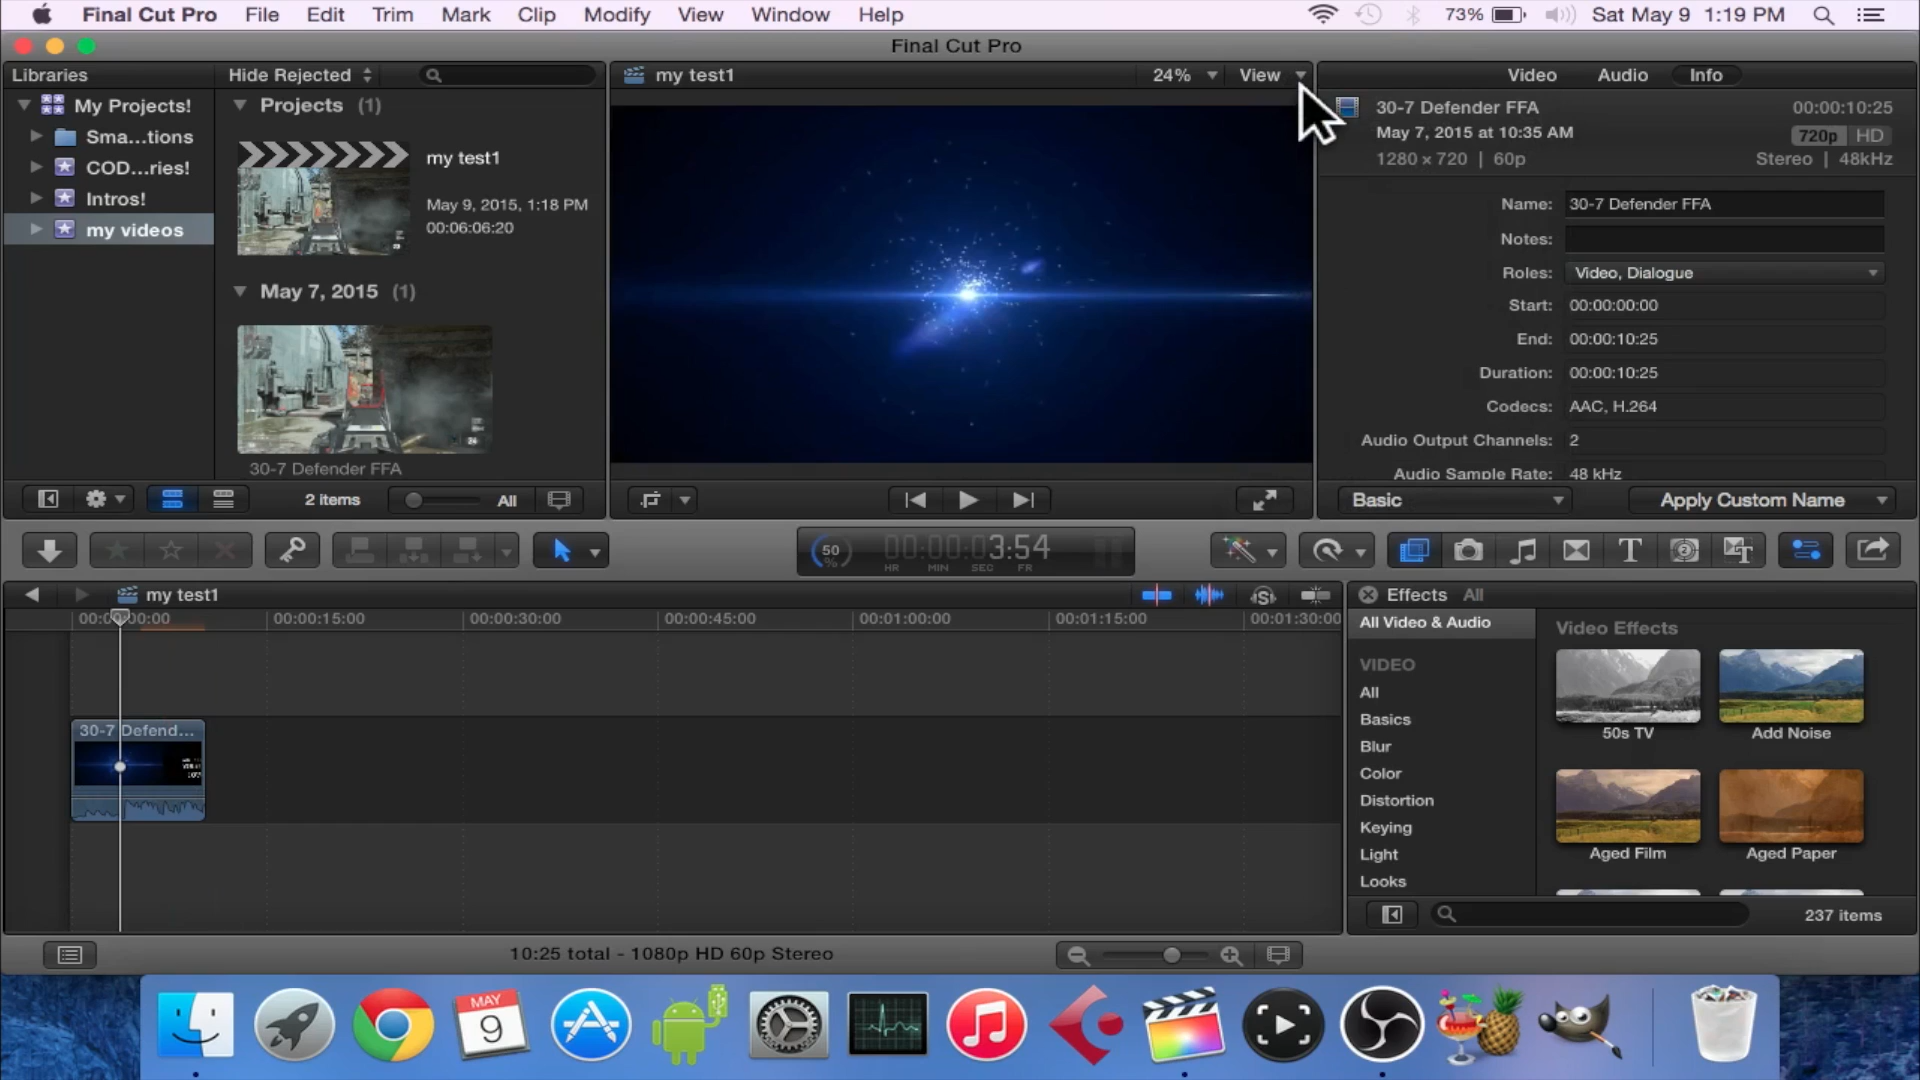 Final Cut Pro File Edit Trim Mark Clip Modify View Window Help 73% Sat May 9 1:19 PM
Final Cut Pro
Libraries
My Projects!
Sma...tions
COD...ries!
Intros!
my videos
Hide Rejected
Projects (1)
my test1
May 9, 2015, 1:18 PM
00:06:06:20
May 7, 2015 (1)
30-7 Defender FFA
2 items All
my test1 24% View
Video Audio Info
30-7 Defender FFA 00:00:10:25
May 7, 2015 at 10:35 AM 720p HD
1280 × 720 | 60p Stereo | 48kHz
Name: 30-7 Defender FFA
Notes:
Roles: Video, Dialogue
Start: 00:00:00:00
End: 00:00:10:25
Duration: 00:00:10:25
Codecs: AAC, H.264
Audio Output Channels: 2
Audio Sample Rate: 48 kHz
Basic Apply Custom Name
50 % 00:00:03:54
HR MIN SEC FR
my test1
00:00:15:00 00:00:30:00 00:00:45:00 00:01:00:00 00:01:15:00 00:01:30:00
30-7 Defend...
Effects All
All Video & Audio
VIDEO
All
Basics
Blur
Color
Distortion
Keying
Light
Looks
Video Effects
50s TV Add Noise
Aged Film Aged Paper
237 items
10:25 total - 1080p HD 60p Stereo
MAY
9